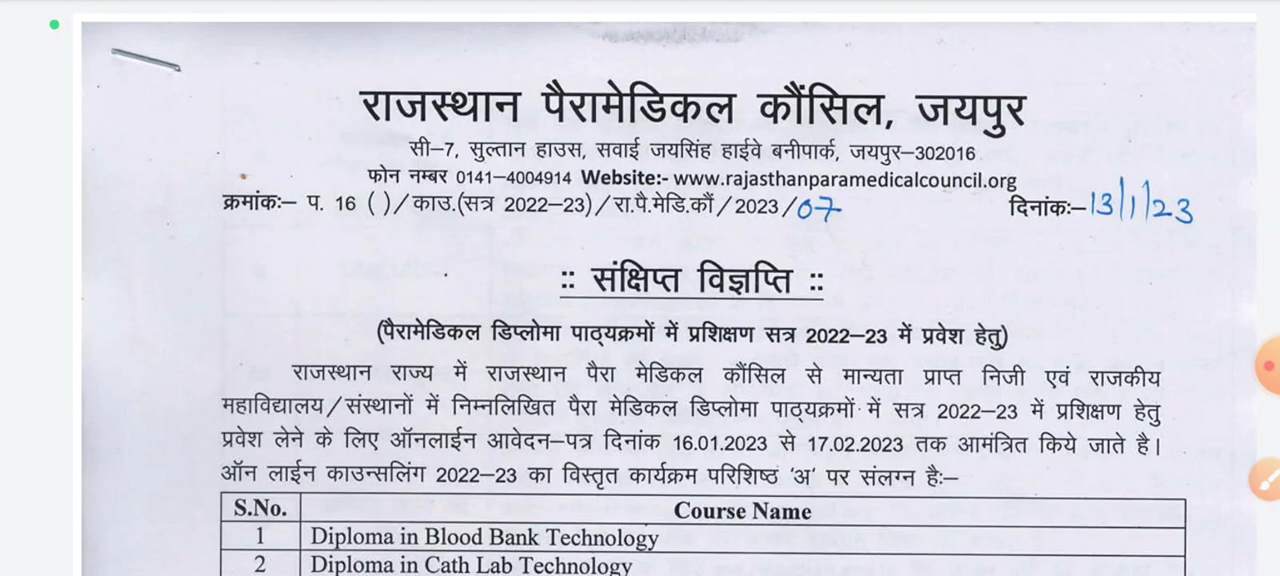 राजस्थान पैरामेडिकल कौंसिल, जयपुर
सी–7, सुल्तान हाउस, सवाई जयसिंह हाईवे बनीपार्क, जयपुर–302016
फोन नम्बर 0141–4004914 Website:- www.rajasthanparamedicalcouncil.org
क्रमांकः– प. 16 ( ) / काउ.(सत्र 2022–23) / रा.पै.मेडि.कौं / 2023 / 07 दिनांकः–13/1/23
:: संक्षिप्त विज्ञप्ति ::
(पैरामेडिकल डिप्लोमा पाठ्यक्रमों में प्रशिक्षण सत्र 2022–23 में प्रवेश हेतु)
राजस्थान राज्य में राजस्थान पैरा मेडिकल कौंसिल से मान्यता प्राप्त निजी एवं राजकीय
महाविद्यालय/संस्थानों में निम्नलिखित पैरा मेडिकल डिप्लोमा पाठ्यक्रमों में सत्र 2022–23 में प्रशिक्षण हेतु
प्रवेश लेने के लिए ऑनलाईन आवेदन–पत्र दिनांक 16.01.2023 से 17.02.2023 तक आमंत्रित किये जाते है।
ऑन लाईन काउन्सलिंग 2022–23 का विस्तृत कार्यक्रम परिशिष्ठ ‘अ’ पर संलग्न हैः–
S.No. Course Name
1 Diploma in Blood Bank Technology
2 Diploma in Cath Lab Technology